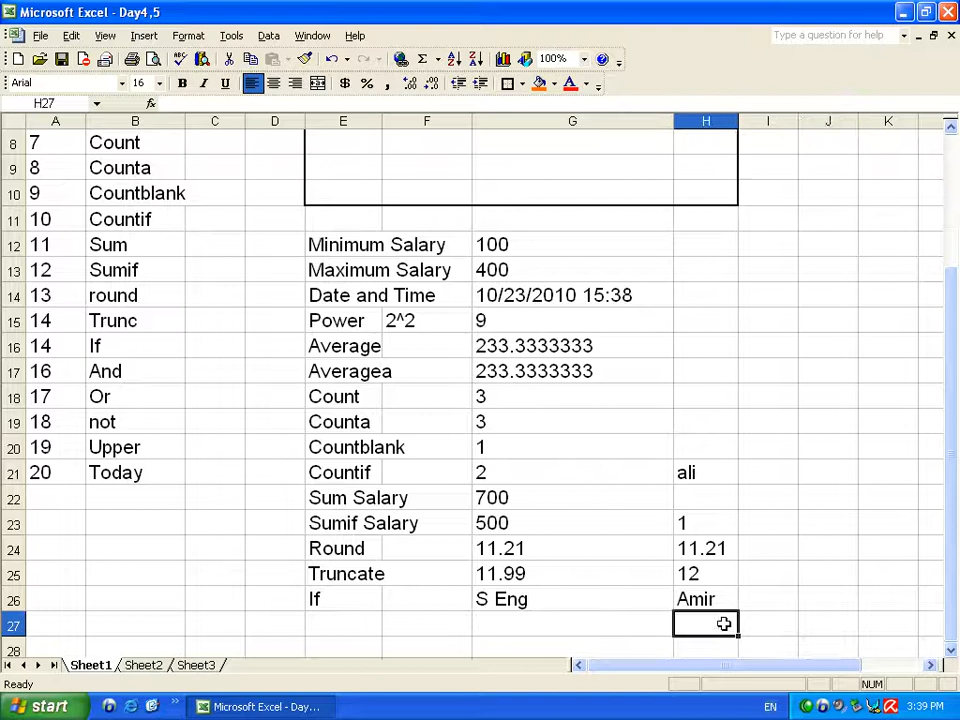 Microsoft Excel - Day4,5
File Edit View Insert Format Tools Data Window Help
Type a question for help
100%
Arial 16 B I U $ % ,
H27 fx
A B C D E F G H I J K
8 7 Count
9 8 Counta
10 9 Countblank
11 10 Countif
12 11 Sum Minimum Salary 100
13 12 Sumif Maximum Salary 400
14 13 round Date and Time 10/23/2010 15:38
15 14 Trunc Power 2^2 9
16 14 If Average 233.3333333
17 16 And Averagea 233.3333333
18 17 Or Count 3
19 18 not Counta 3
20 19 Upper Countblank 1
21 20 Today Countif 2 ali
22 Sum Salary 700
23 Sumif Salary 500 1
24 Round 11.21 11.21
25 Truncate 11.99 12
26 If S Eng Amir
27
28
Sheet1 Sheet2 Sheet3
Ready NUM
start Microsoft Excel - Day... EN 3:39 PM